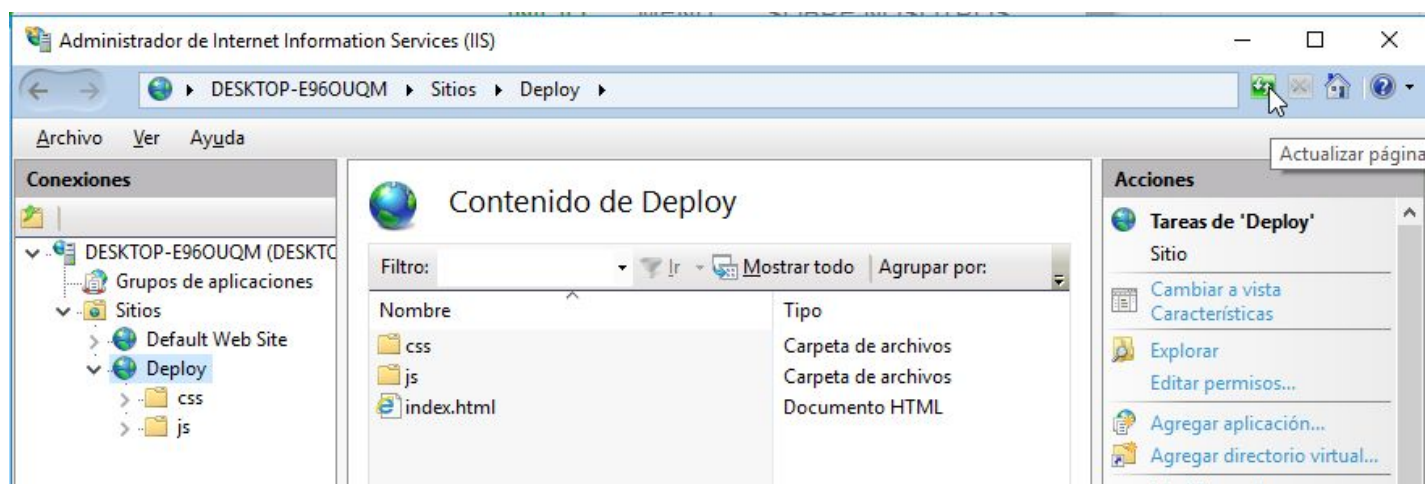 Administrador de Internet Information Services (IIS)
DESKTOP-E96OUQM Sitios Deploy
Archivo Ver Ayuda
Actualizar página
Conexiones
DESKTOP-E96OUQM (DESKTO
Grupos de aplicaciones
Sitios
Default Web Site
Deploy
css
js
Contenido de Deploy
Filtro: Ir Mostrar todo Agrupar por:
Nombre Tipo
css Carpeta de archivos
js Carpeta de archivos
index.html Documento HTML
Acciones
Tareas de 'Deploy'
Sitio
Cambiar a vista
Características
Explorar
Editar permisos...
Agregar aplicación...
Agregar directorio virtual...